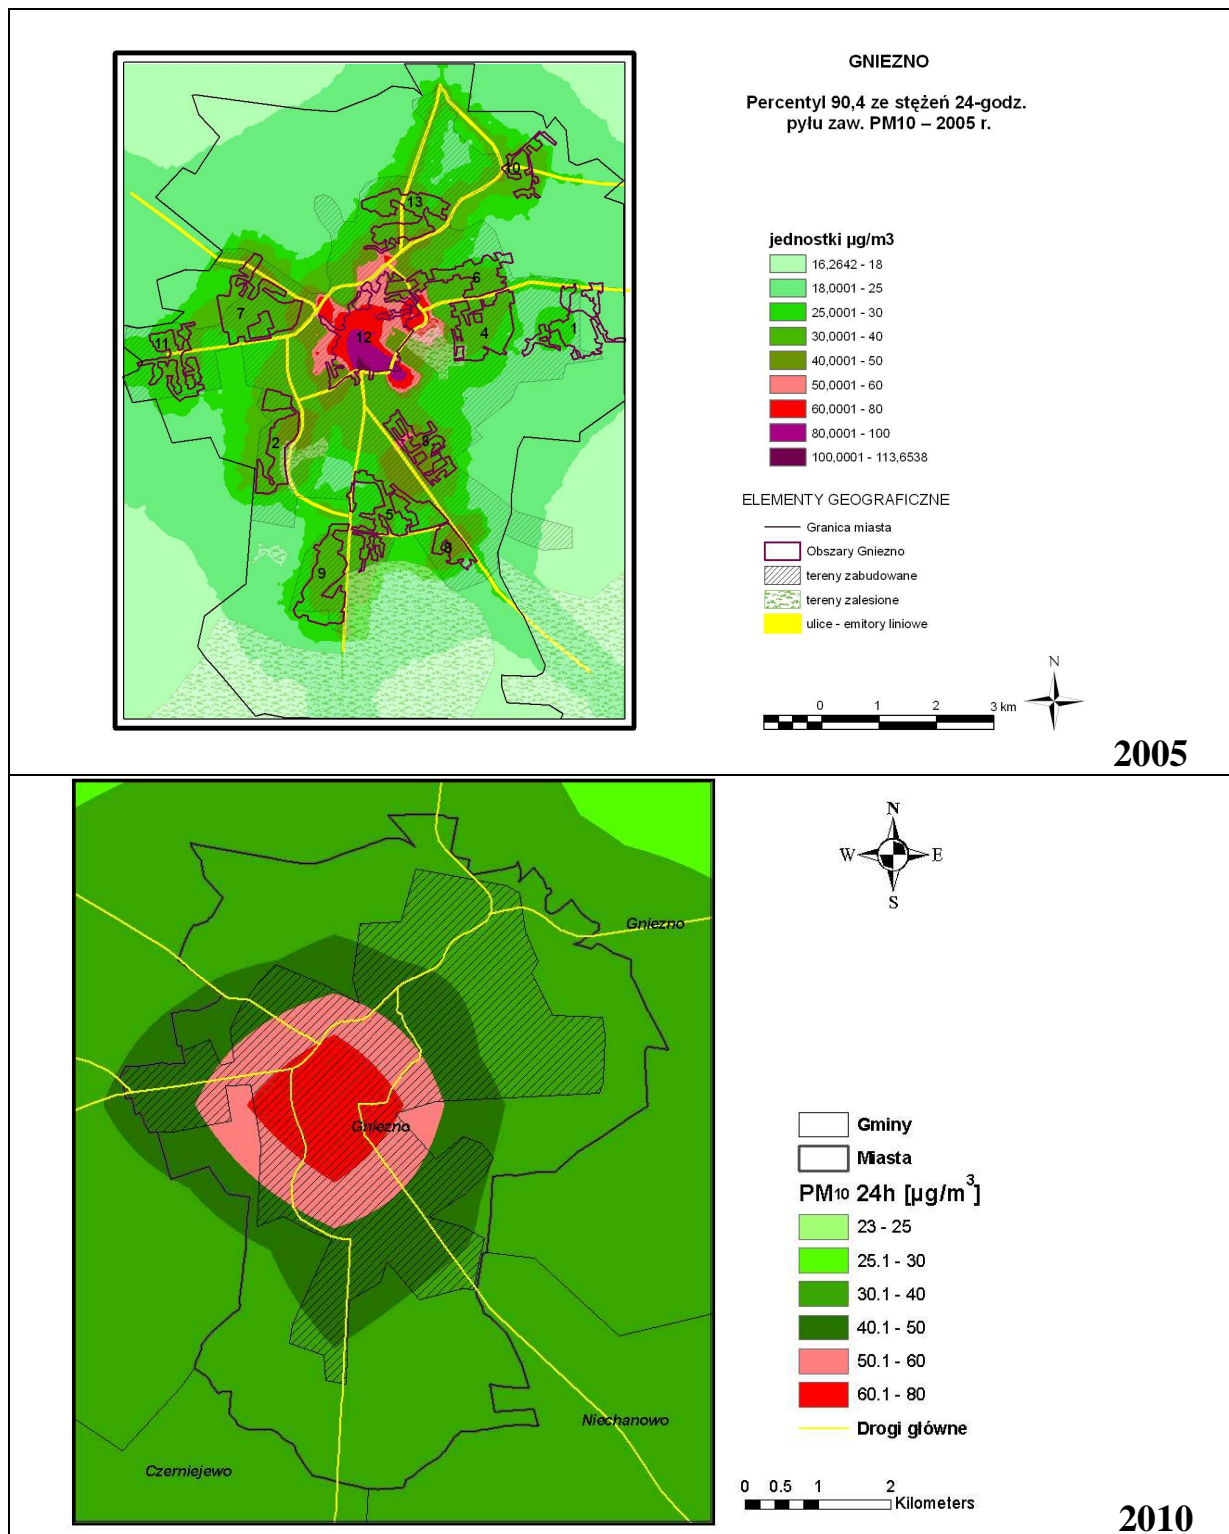 GNIEZNO
Percentyl 90,4 ze stężeń 24-godz.
pyłu zaw. PM10 – 2005 r.
10
13
6
7
4
1
12
11
2
3
5
8
9
jednostki µg/m3
16,2642 - 18
18,0001 - 25
25,0001 - 30
30,0001 - 40
40,0001 - 50
50,0001 - 60
60,0001 - 80
80,0001 - 100
100,0001 - 113,6538
ELEMENTY GEOGRAFICZNE
Granica miasta
Obszary Gniezno
tereny zabudowane
tereny zalesione
ulice - emitory liniowe
N
0 1 2 3 km
2005
N
W E
S
Gniezno
Gniezno
Niechanowo
Czerniejewo
Gminy
Miasta
PM10 24h [µg/m³]
23 - 25
25.1 - 30
30.1 - 40
40.1 - 50
50.1 - 60
60.1 - 80
Drogi główne
0 0.5 1 2
Kilometers
2010